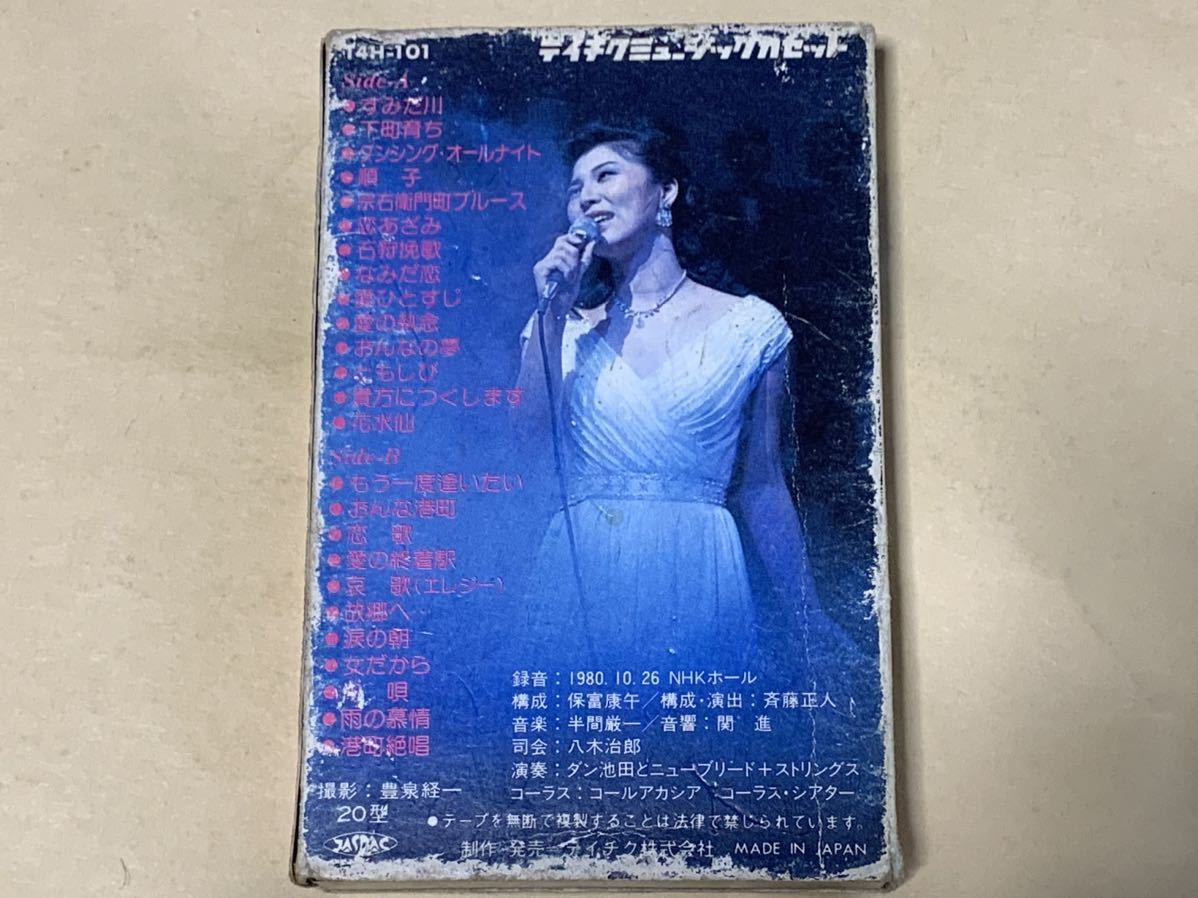 T4H-101
テイチクミュージックカセット
Side-A
●すみだ川
●下町育ち
●ダンシング・オールナイト
●順 子
●宗右衛門町ブルース
●恋あざみ
●石狩挽歌
●なみだ恋
●愛ひとすじ
●愛の執念
●おんなの夢
●ともしび
●貴方につくします
●花水仙
Side-B
●もう一度逢いたい
●おんな港町
●恋 歌
●愛の終着駅
●哀 歌(エレジー)
●故郷へ…
●涙の朝
●女だから
●舟 唄
●雨の慕情
●港町絶唱
録音：1980. 10. 26 NHKホール
構成：保富康午／構成・演出：斉藤正人
音楽：半間厳一／音響：関 進
司会：八木治郎
演奏：ダン池田とニューブリード＋ストリングス
コーラス：コールアカシア コーラス・シアター
撮影：豊泉経一
20型
●テープを無断で複製することは法律で禁じられています。
JASRAC
制作・発売―テイチク株式会社 MADE IN JAPAN